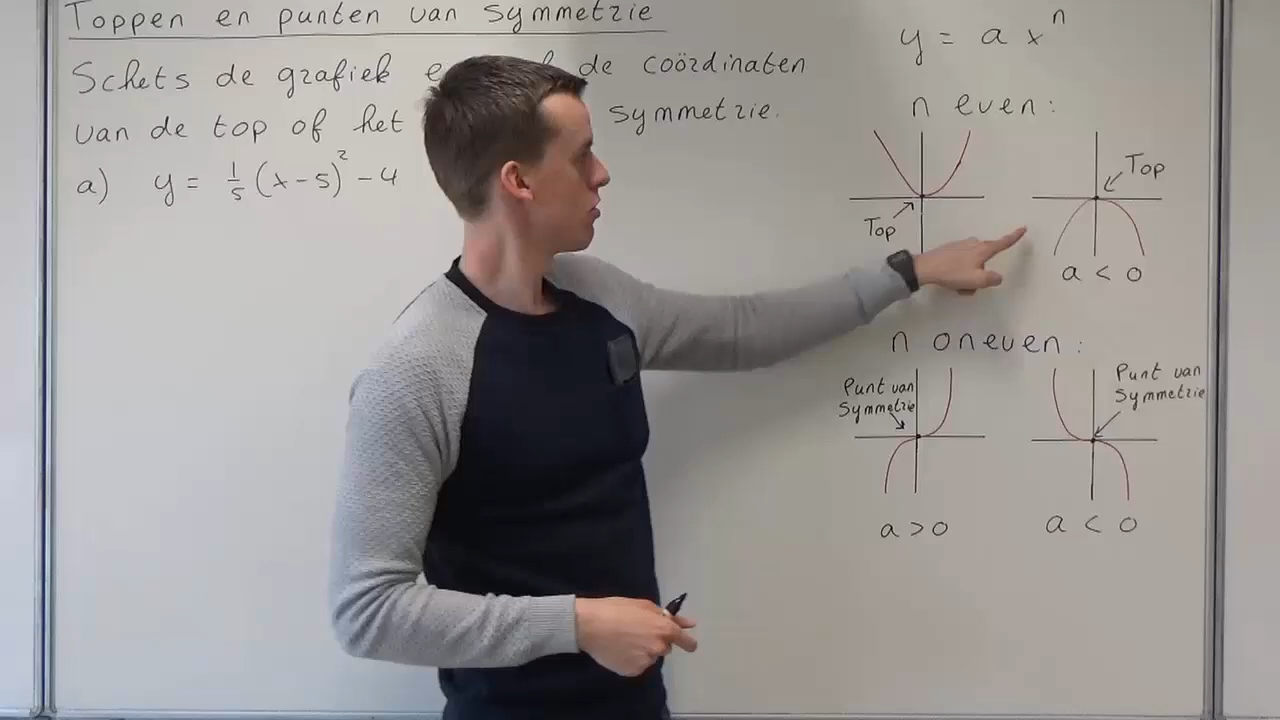 Toppen en punten van symmetrie
Schets de grafiek e de coördinaten
van de top of het symmetrie.
a) y = 1/5 (x - 5)² - 4
y = a xⁿ
n even:
Top
Top
a < 0
n oneven:
Punt van
Symmetrie
Punt van
Symmetrie
a > 0
a < 0